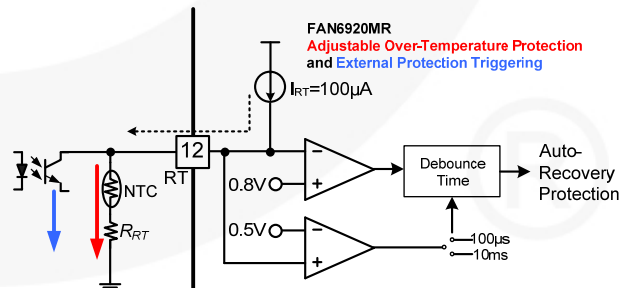 FAN6920MR
Adjustable Over-Temperature Protection
and External Protection Triggering
IRT=100µA
12
RT
NTC
RRT
0.8V
0.5V
Debounce
Time
Auto-
Recovery
Protection
100µs
10ms
−
+
−
+
R